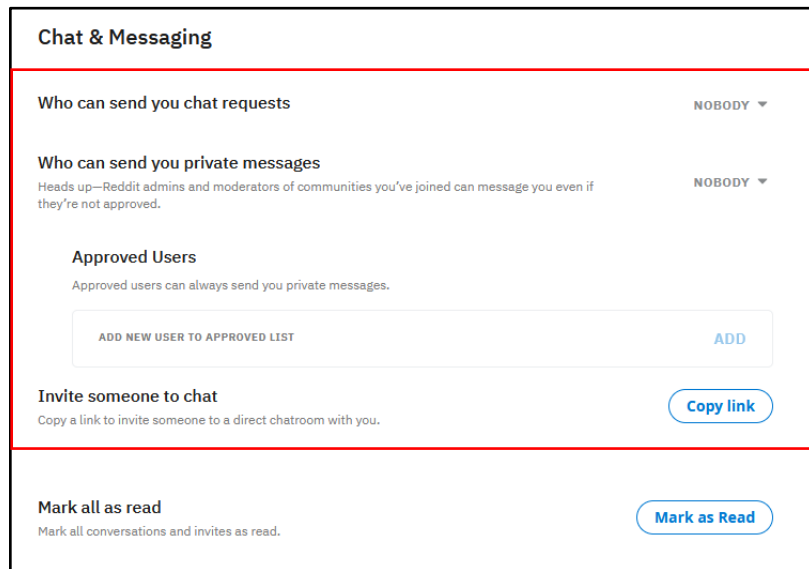 Chat & Messaging
Who can send you chat requests
NOBODY
Who can send you private messages
Heads up—Reddit admins and moderators of communities you've joined can message you even if
they're not approved.
NOBODY
Approved Users
Approved users can always send you private messages.
ADD NEW USER TO APPROVED LIST
ADD
Invite someone to chat
Copy a link to invite someone to a direct chatroom with you.
Copy link
Mark all as read
Mark all conversations and invites as read.
Mark as Read